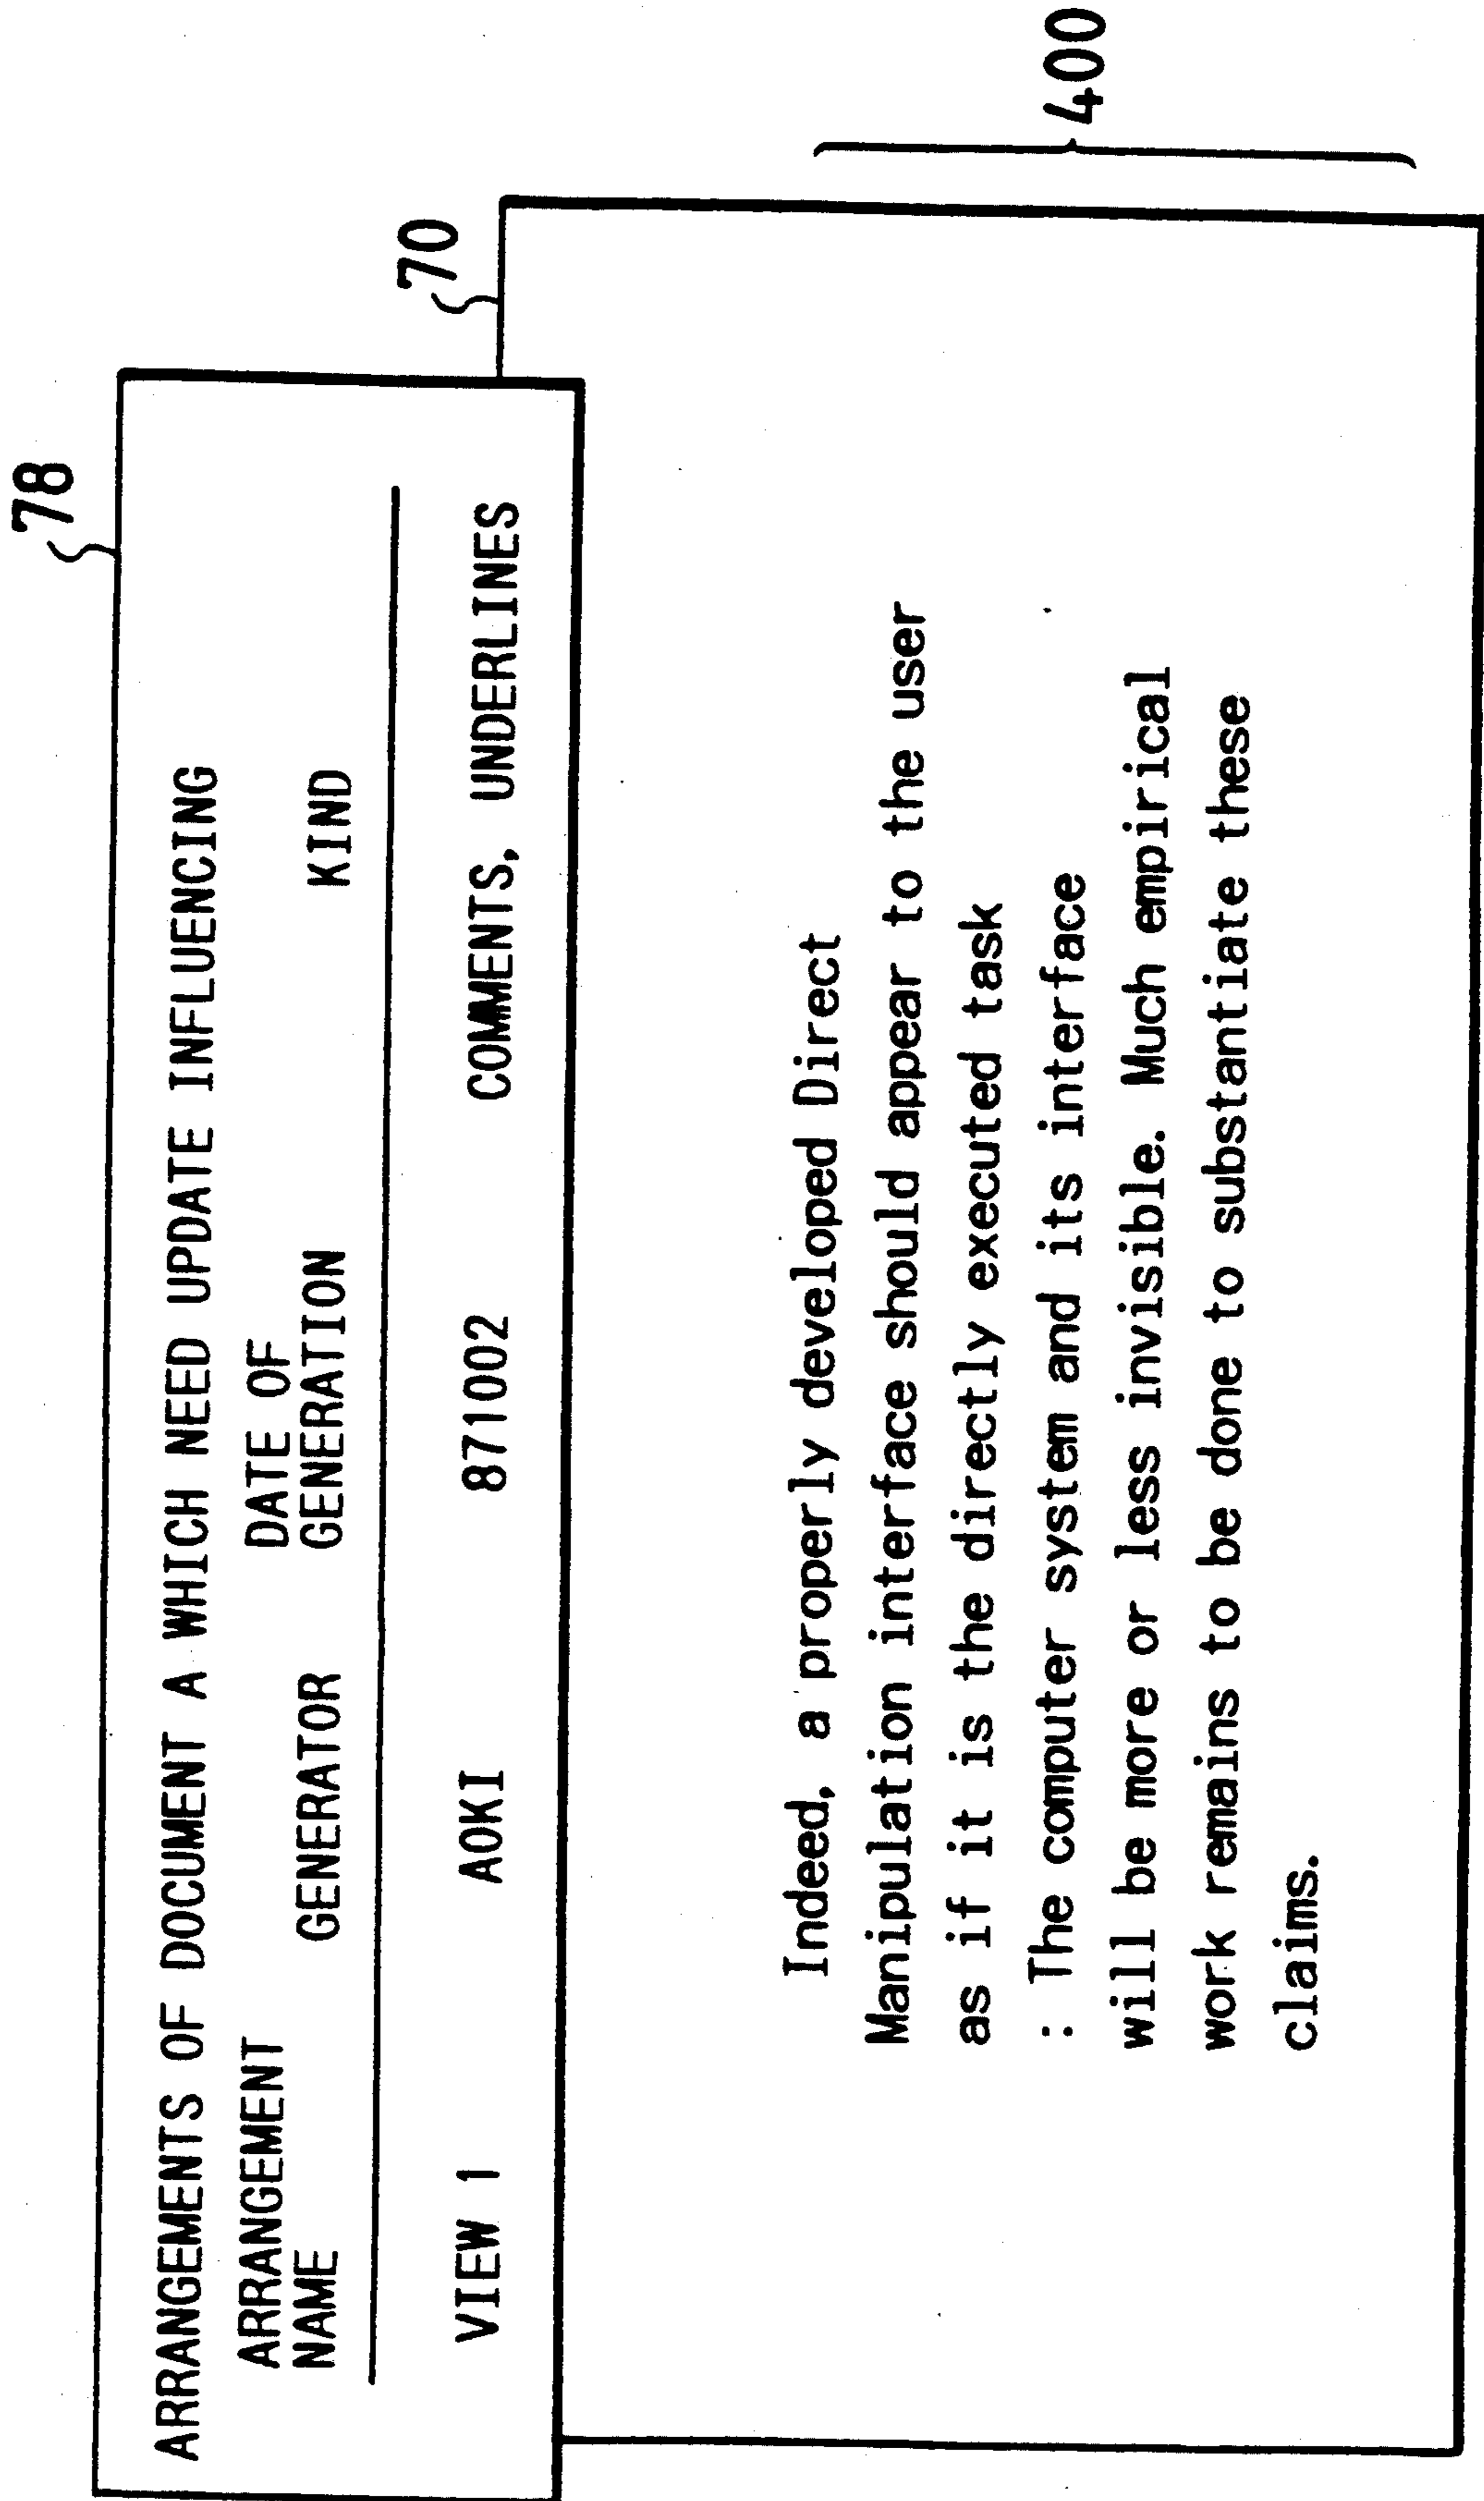 78
ARRANGEMENTS OF DOCUMENT A WHICH NEED UPDATE INFLUENCING
ARRANGEMENT NAME GENERATOR DATE OF GENERATION KIND
VIEW 1 AOKI 871002 COMMENTS, UNDERLINES
70
Indeed, a properly developed Direct
Manipulation interface should appear to the user
as if it is the directly executed task
: The computer system and its interface
will be more or less invisible. Much empirical
work remains to be done to substantiate these
claims.
400